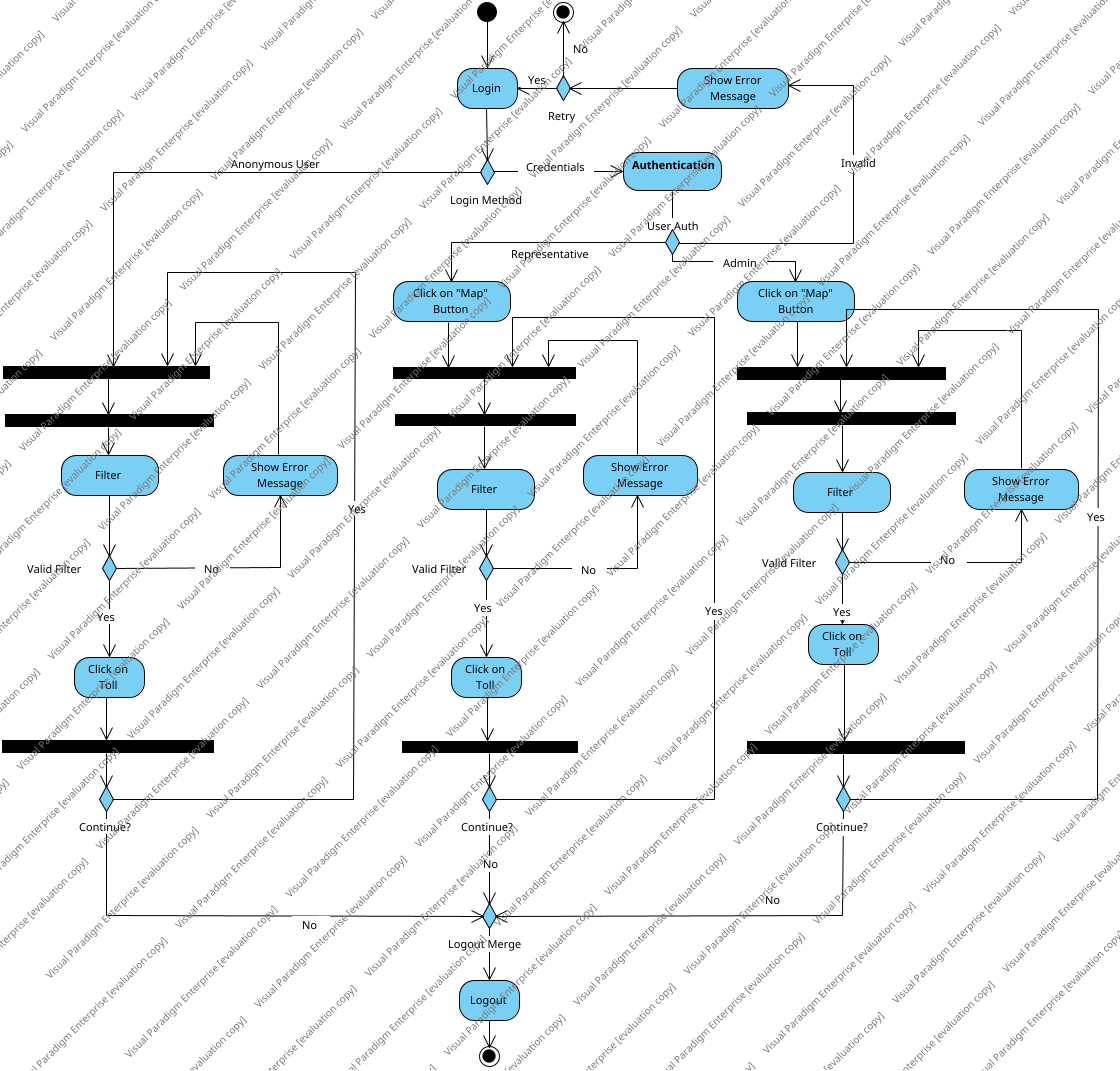 No
Yes
Login
Show Error
Message
Retry
Anonymous User
Credentials
Authentication
Invalid
Login Method
User Auth
Representative
Admin
Click on "Map"
Button
Click on "Map"
Button
Filter
Show Error
Message
Filter
Show Error
Message
Filter
Show Error
Message
Yes
Yes
Valid Filter
No
Valid Filter
No
Valid Filter
No
Yes
Yes
Yes
Yes
Click on
Toll
Click on
Toll
Click on
Toll
Continue?
Continue?
Continue?
No
No
No
Logout Merge
Logout
Visual Paradigm Enterprise [evaluation copy]